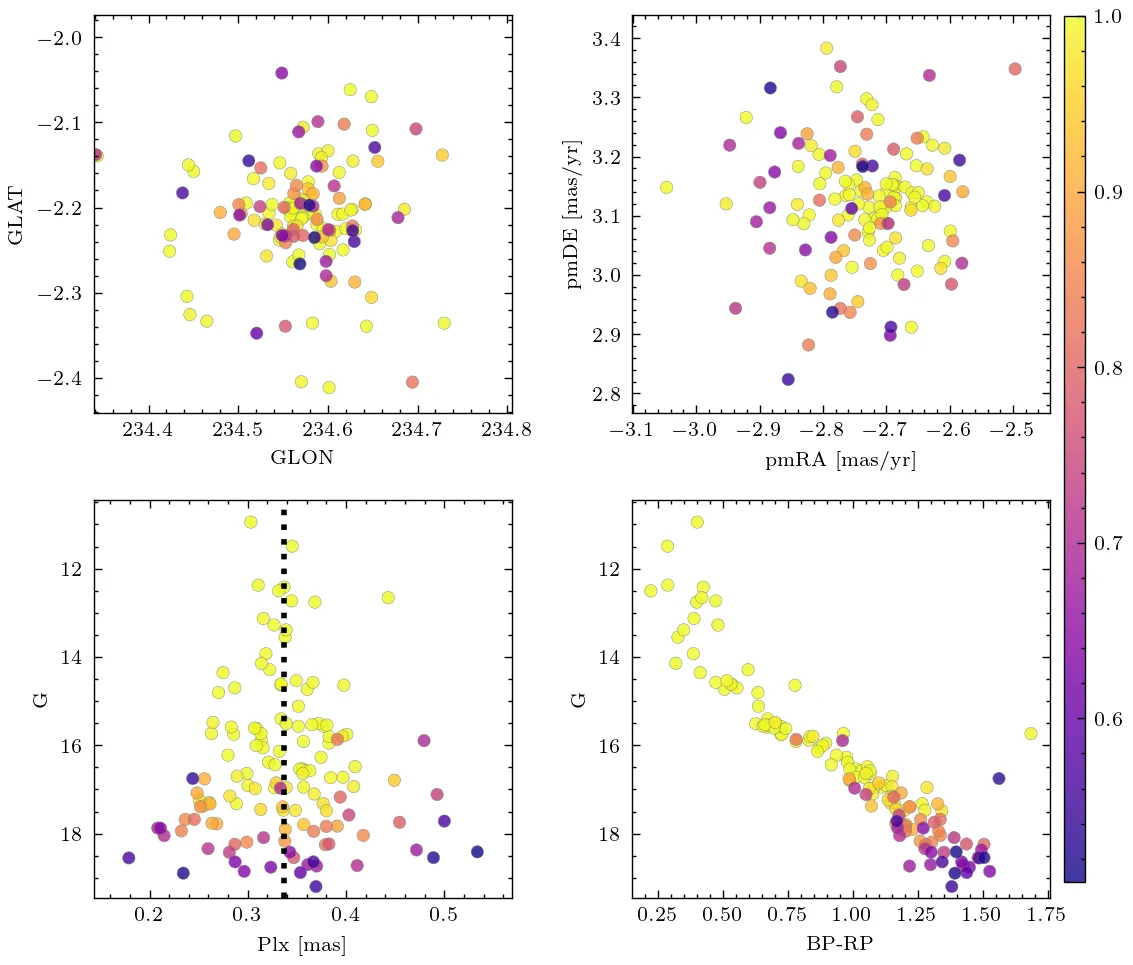 −2.0
−2.1
−2.2
−2.3
−2.4
GLAT
234.4 234.5 234.6 234.7 234.8
GLON
3.4
3.3
3.2
3.1
3.0
2.9
2.8
pmDE [mas/yr]
−3.1 −3.0 −2.9 −2.8 −2.7 −2.6 −2.5
pmRA [mas/yr]
1.0
0.9
0.8
0.7
0.6
12
14
16
18
G
0.2 0.3 0.4 0.5
Plx [mas]
12
14
16
18
G
0.25 0.50 0.75 1.00 1.25 1.50 1.75
BP-RP